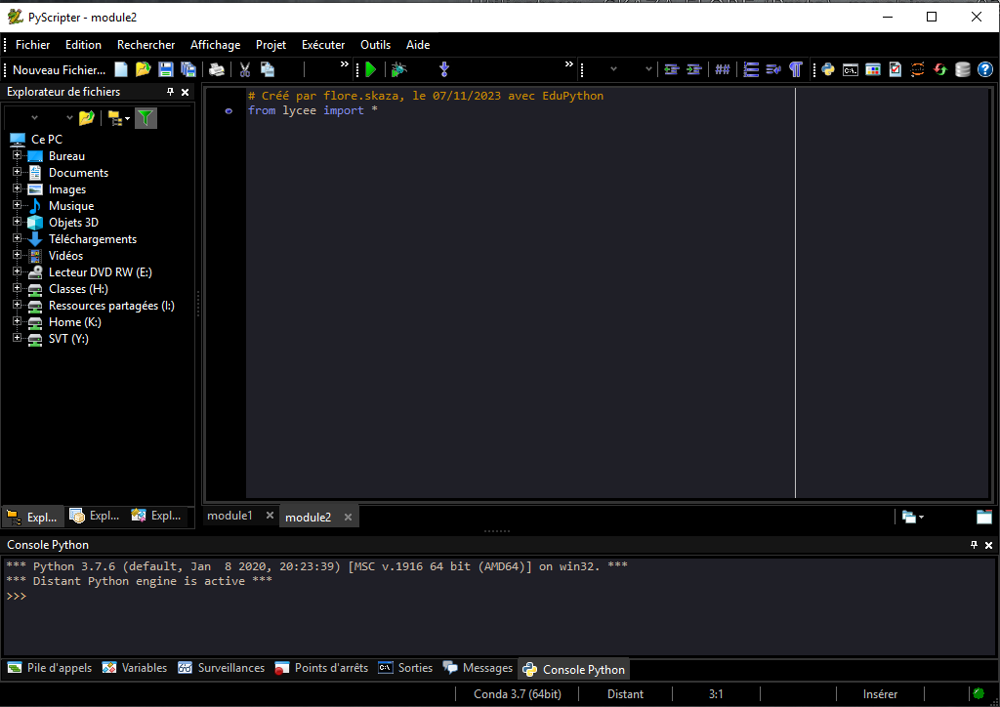 PyScripter - module2
Fichier Edition Rechercher Affichage Projet Exécuter Outils Aide
Nouveau Fichier...
Explorateur de fichiers
# Créé par flore.skaza, le 07/11/2023 avec EduPython
from lycee import *
Ce PC
Bureau
Documents
Images
Musique
Objets 3D
Téléchargements
Vidéos
Lecteur DVD RW (E:)
Classes (H:)
Ressources partagées (I:)
Home (K:)
SVT (Y:)
Expl... Expl... Expl...
module1 module2
Console Python
*** Python 3.7.6 (default, Jan  8 2020, 20:23:39) [MSC v.1916 64 bit (AMD64)] on win32. ***
*** Distant Python engine is active ***
>>>
Pile d'appels Variables Surveillances Points d'arrêts Sorties Messages Console Python
Conda 3.7 (64bit) Distant 3:1 Insérer